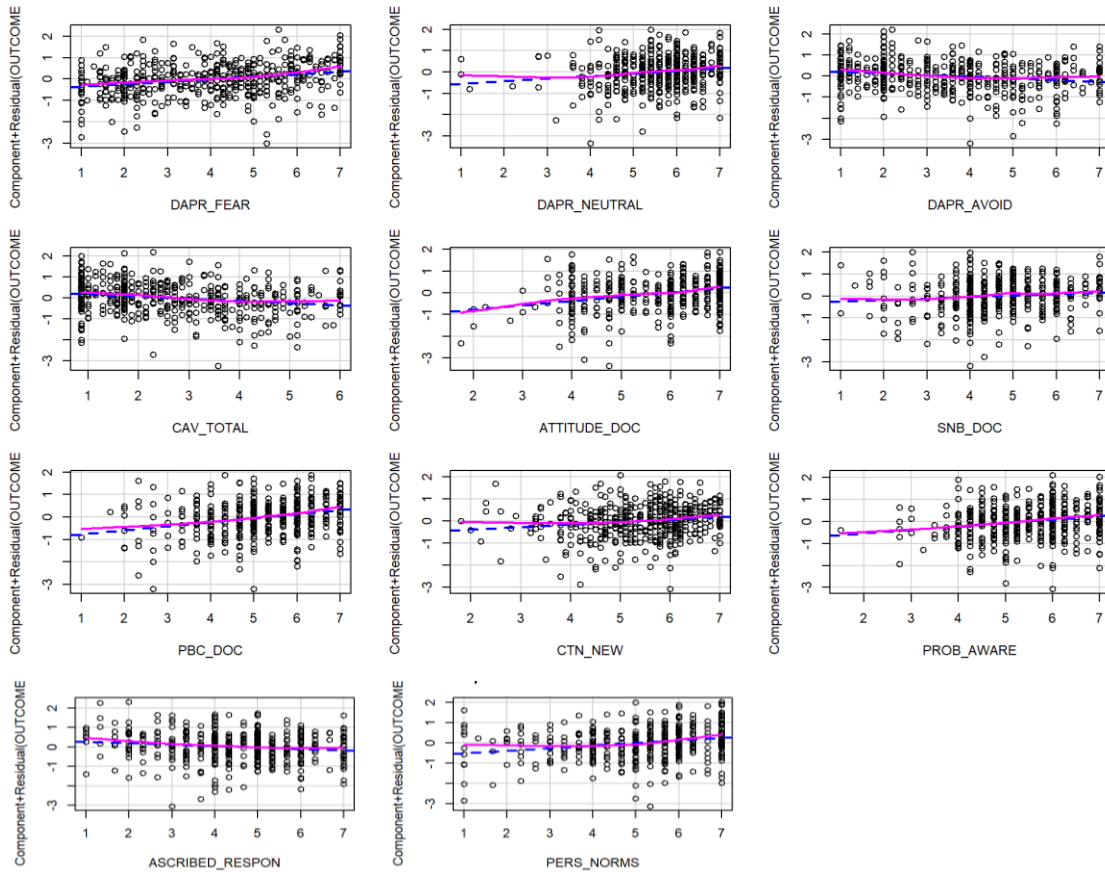 Component+Residual(OUTCOME
2
1
0
-1
-3
1 2 3 4 5 6 7
DAPR_FEAR
Component+Residual(OUTCOME
2
1
0
-1
-3
1 2 3 4 5 6 7
DAPR_NEUTRAL
Component+Residual(OUTCOME
2
1
0
-1
-3
1 2 3 4 5 6 7
DAPR_AVOID
Component+Residual(OUTCOME
2
1
0
-1
-3
1 2 3 4 5 6
CAV_TOTAL
Component+Residual(OUTCOME
2
1
0
-1
-3
2 3 4 5 6 7
ATTITUDE_DOC
Component+Residual(OUTCOME
2
1
0
-1
-3
1 2 3 4 5 6 7
SNB_DOC
Component+Residual(OUTCOME
2
1
0
-1
-3
1 2 3 4 5 6 7
PBC_DOC
Component+Residual(OUTCOME
2
1
0
-1
-3
2 3 4 5 6 7
CTN_NEW
Component+Residual(OUTCOME
2
1
0
-1
-3
2 3 4 5 6 7
PROB_AWARE
Component+Residual(OUTCOME
2
1
0
-1
-3
1 2 3 4 5 6 7
ASCRIBED_RESPON
Component+Residual(OUTCOME
2
1
0
-1
-3
1 2 3 4 5 6 7
PERS_NORMS